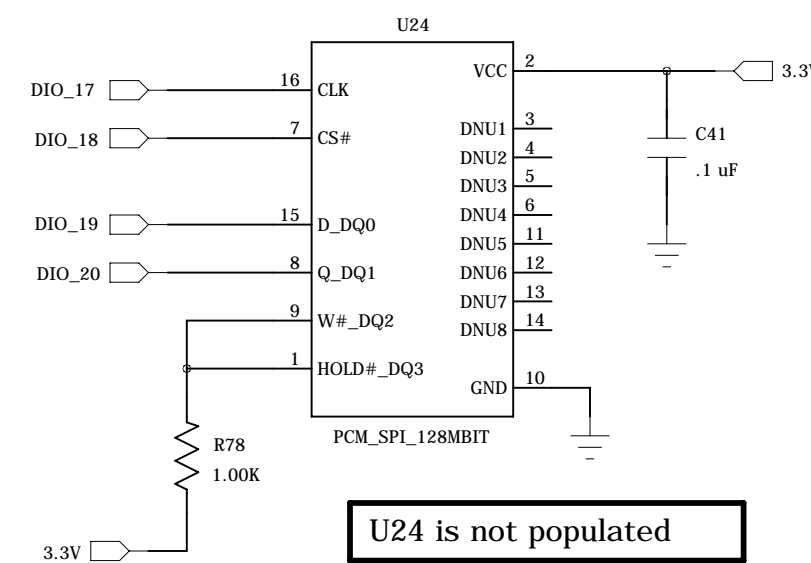 U24
DIO_17
16
CLK
VCC
2
3.3V
DIO_18
7
CS#
DNU1
3
C41
.1 uF
DNU2
4
DNU3
5
DIO_19
15
D_DQ0
DNU4
6
DNU5
11
DIO_20
8
Q_DQ1
DNU6
12
DNU7
13
9
W#_DQ2
DNU8
14
1
HOLD#_DQ3
GND
10
PCM_SPI_128MBIT
R78
1.00K
U24 is not populated
3.3V